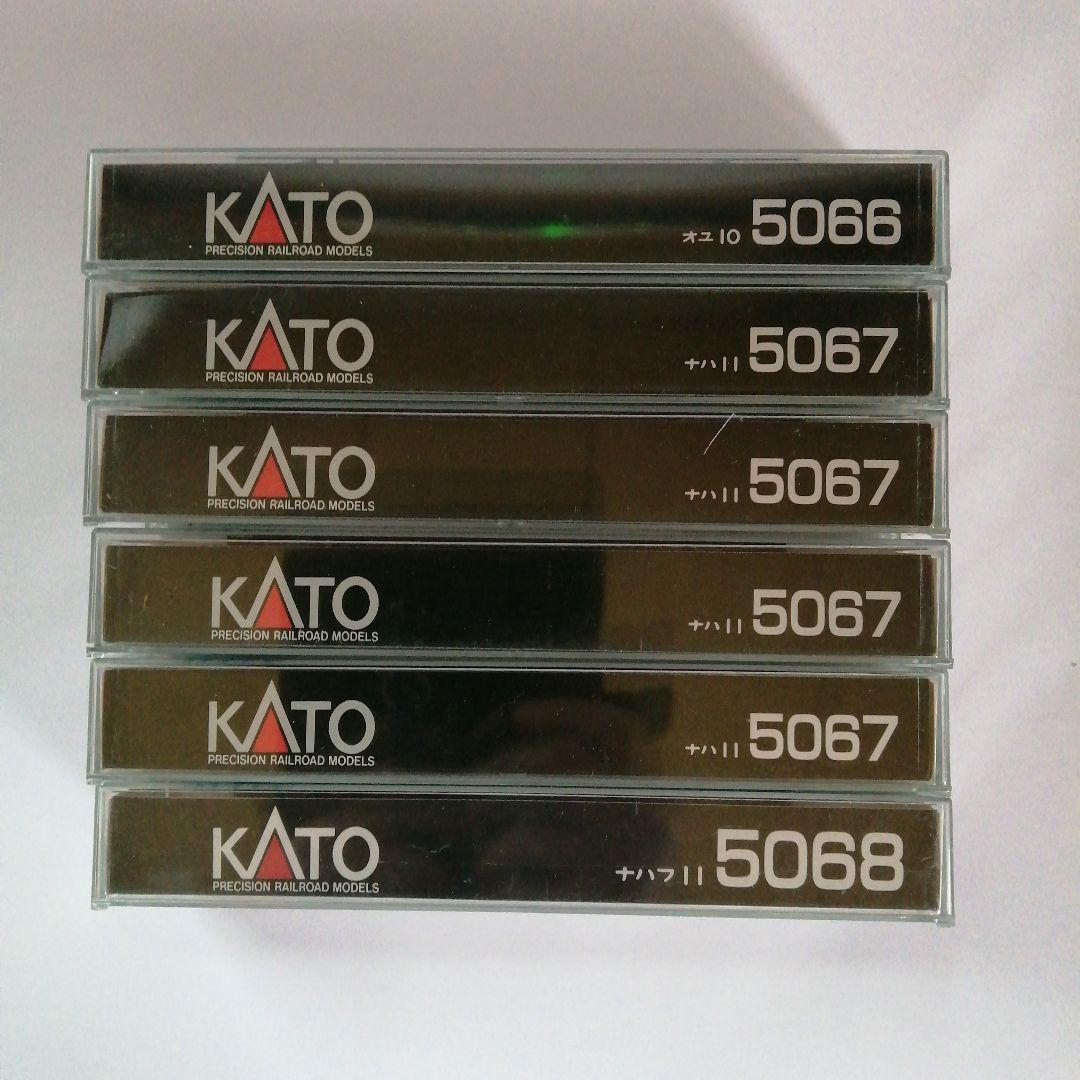 KATO
PRECISION RAILROAD MODELS
オユ10 5066
KATO
PRECISION RAILROAD MODELS
ナハ11 5067
KATO
PRECISION RAILROAD MODELS
ナハ11 5067
KATO
PRECISION RAILROAD MODELS
ナハ11 5067
KATO
PRECISION RAILROAD MODELS
ナハ11 5067
KATO
PRECISION RAILROAD MODELS
ナハフ11 5068